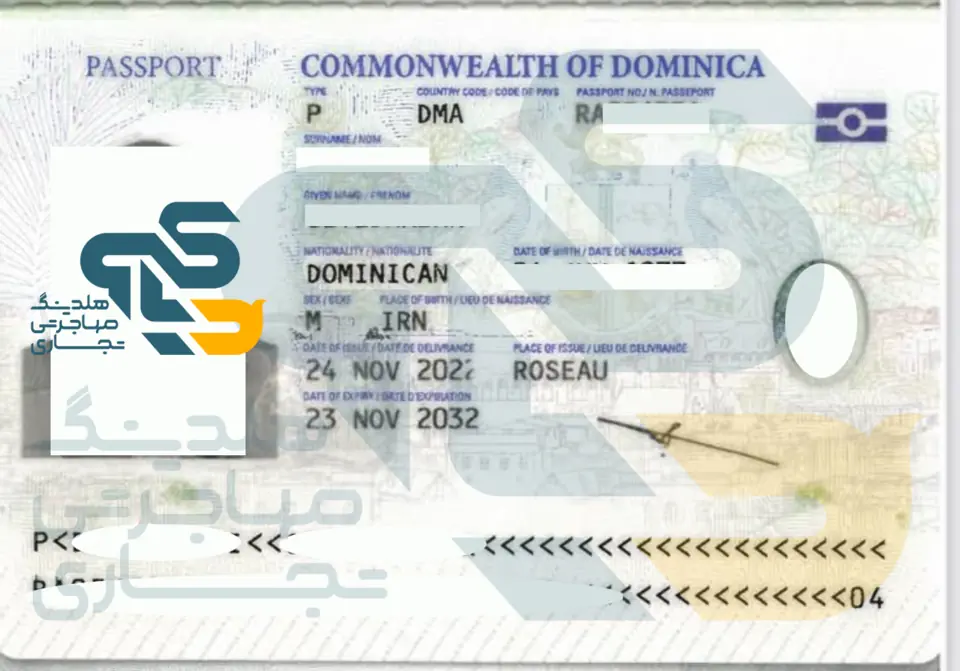 PASSPORT
COMMONWEALTH OF DOMINICA
TYPE COUNTRY CODE / CODE DE PAYS PASSPORT NO./ N. PASSEPORT
P DMA RA
SURNAME / NOM
GIVEN NAMES / PRENOM
NATIONALITY / NATIONALITE DATE OF BIRTH / DATE DE NAISSANCE
DOMINICAN
SEX / SEXE PLACE OF BIRTH / LIEU DE NAISSANCE
M IRN
DATE OF ISSUE / DATE DE DELIVRANCE PLACE OF ISSUE / LIEU DE DELIVRANCE
24 NOV 2022 ROSEAU
DATE OF EXPIRY / DATE D'EXPIRATION
23 NOV 2032
هلدینگ
مهاجرتی
تجاری
هلدینگ
مهاجرتی
تجاری
P<
<<
<<<<<<<<<<<<<<<<<<<<<<
<<<<<<<<<<<<<04